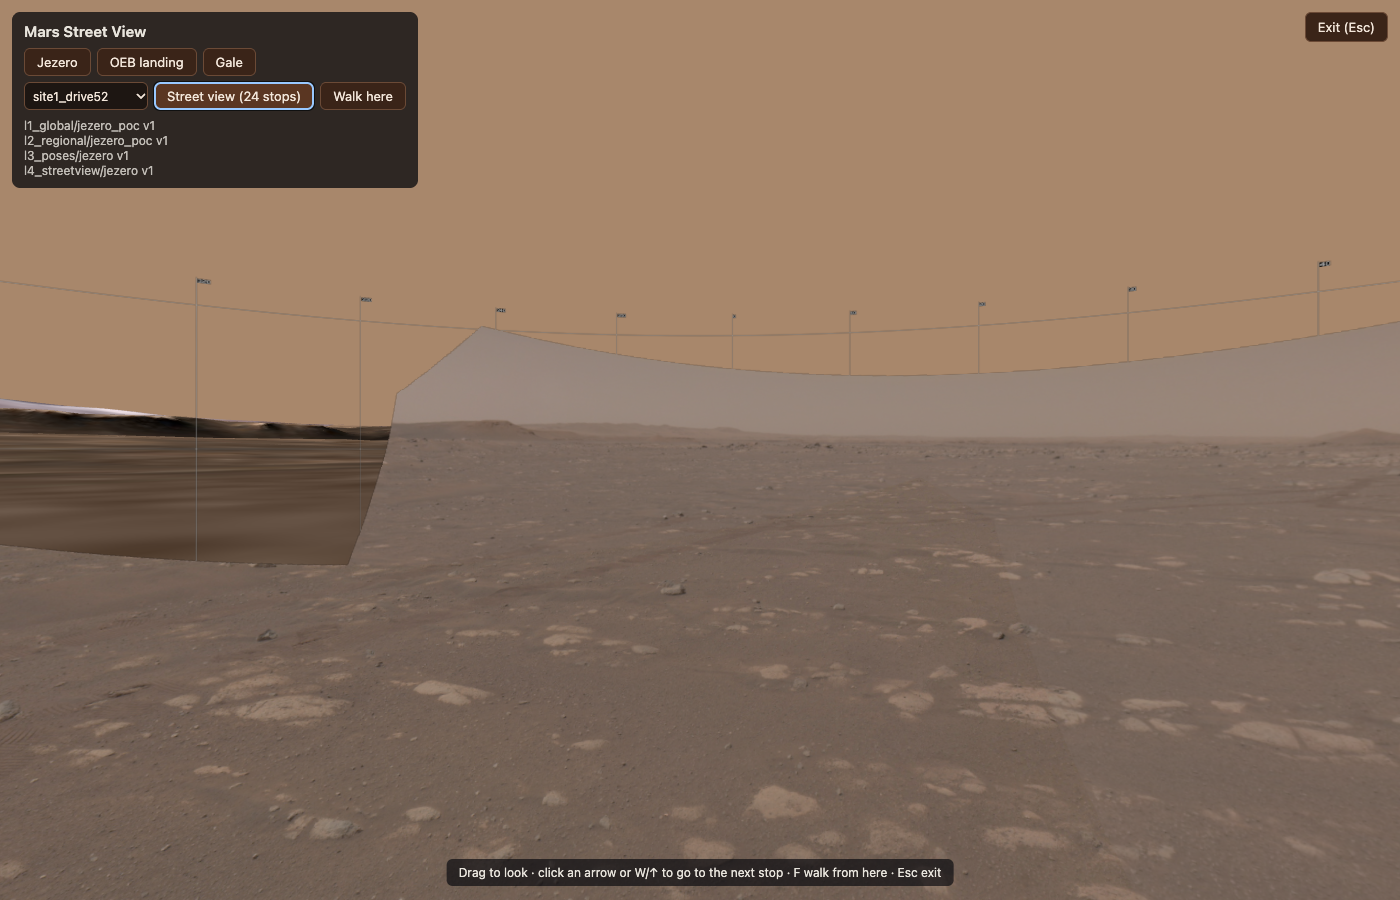 Mars Street View
Exit (Esc)
Jezero OEB landing Gale
site1_drive52 Street view (24 stops) Walk here
l1_global/jezero_poc v1
l2_regional/jezero_poc v1
l3_poses/jezero v1
l4_streetview/jezero v1
Drag to look · click an arrow or W/↑ to go to the next stop · F walk from here · Esc exit